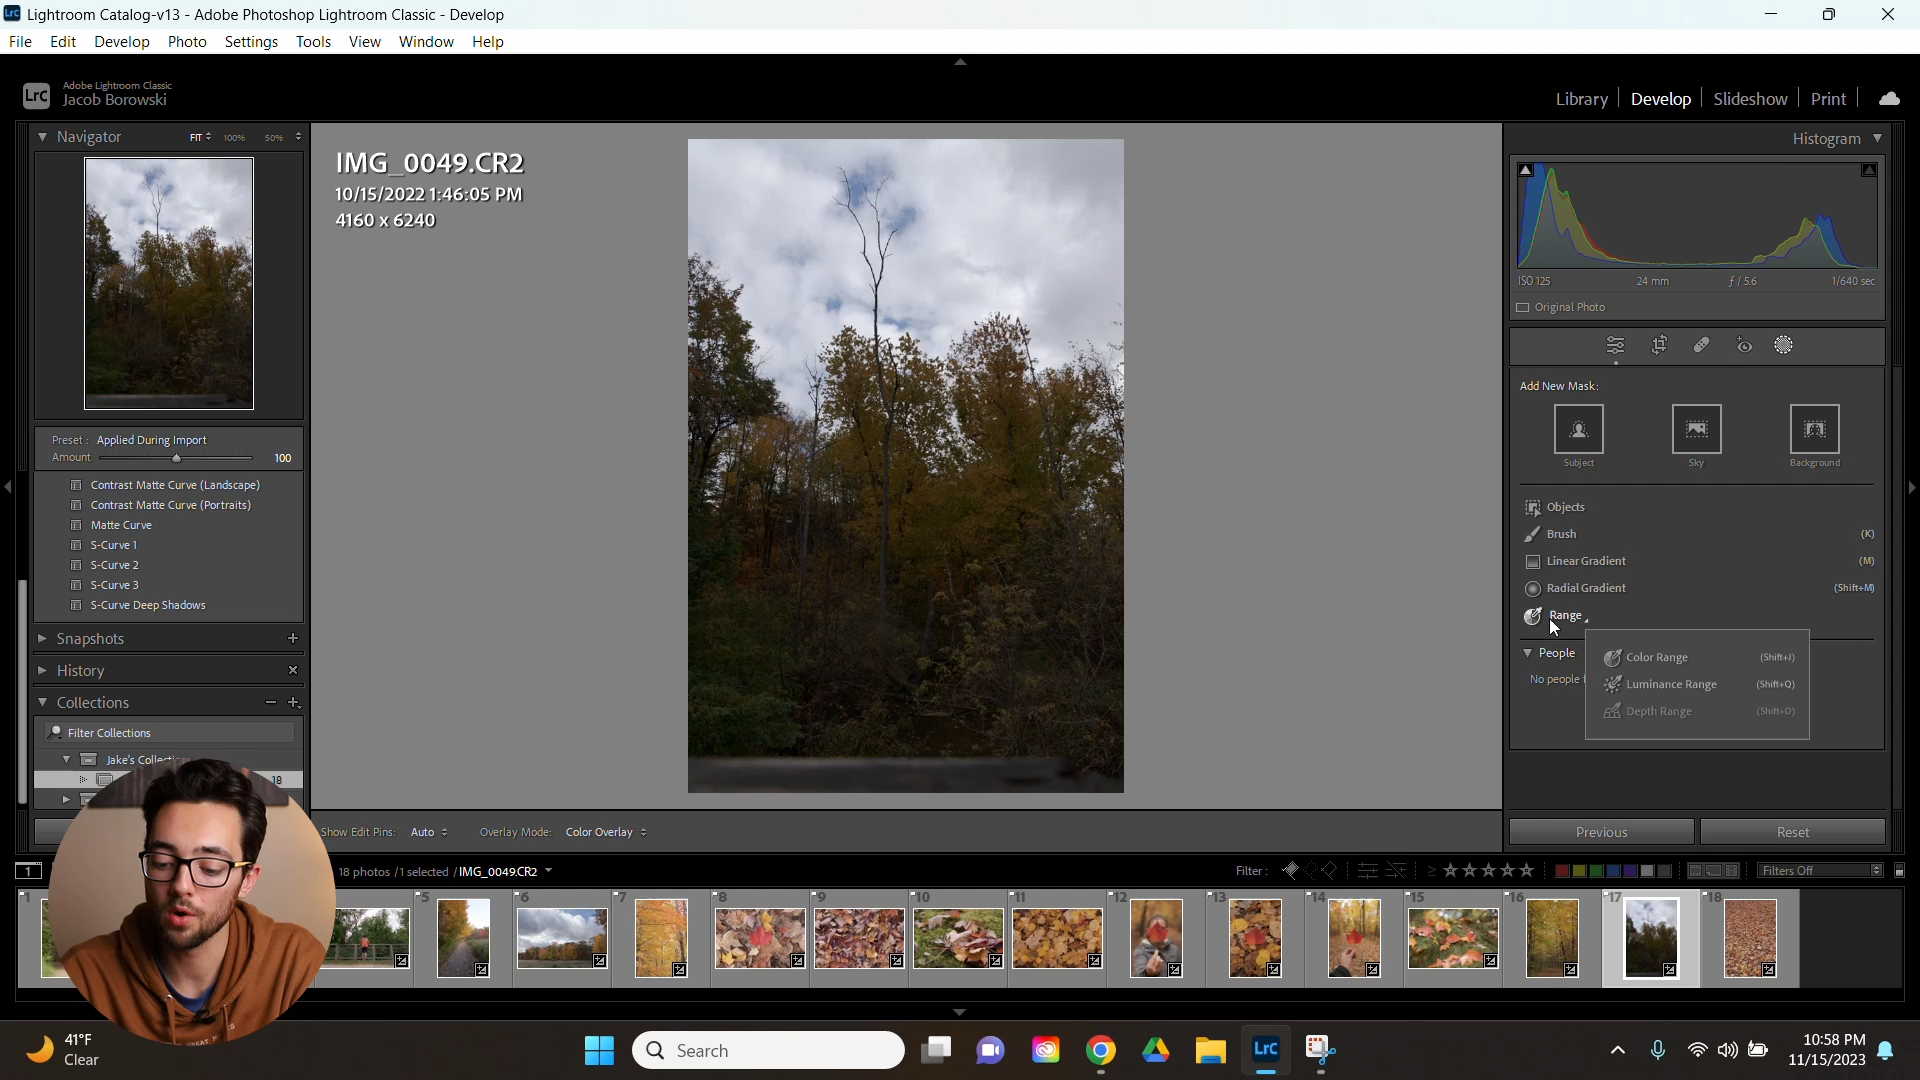 LrC Lightroom Catalog-v13 - Adobe Photoshop Lightroom Classic - Develop
File Edit Develop Photo Settings Tools View Window Help
LrC
Adobe Lightroom Classic
Jacob Borowski
Library Develop Slideshow Print
Navigator FIT 100% 50%
Preset : Applied During Import
Amount 100
Contrast Matte Curve (Landscape)
Contrast Matte Curve (Portraits)
Matte Curve
S-Curve 1
S-Curve 2
S-Curve 3
S-Curve Deep Shadows
Snapshots
History
Collections
Filter Collections
18
IMG_0049.CR2
10/15/2022 1:46:05 PM
4160 x 6240
Histogram
ISO 125 24 mm ƒ / 5.6 1/640 sec
Original Photo
Add New Mask:
Subject Sky Background
Objects
Brush (K)
Linear Gradient (M)
Radial Gradient (Shift+M)
Range
People
No people
Color Range (Shift+J)
Luminance Range (Shift+Q)
Depth Range (Shift+D)
Previous Reset
Show Edit Pins: Auto Overlay Mode: Color Overlay
1 18 photos / 1 selected / IMG_0049.CR2 Filter : ≥ Filters Off
1 5 6 7 8 9 10 11 12 13 14 15 16 17 18
41°F
Clear
Search
LrC
10:58 PM
11/15/2023